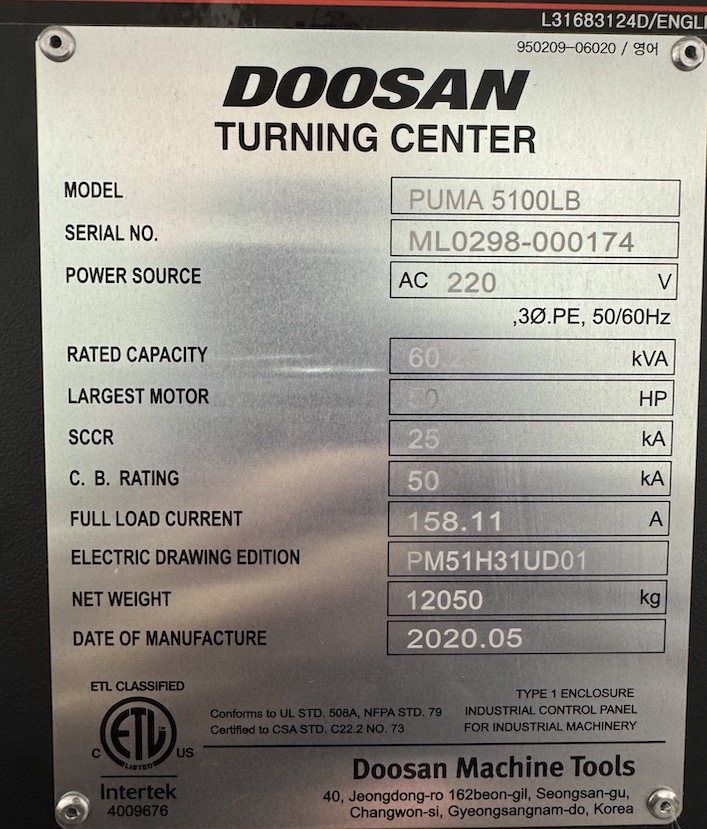 L31683124D/ENGLI
950209-06020 / 영어
DOOSAN
TURNING CENTER
MODEL PUMA 5100LB
SERIAL NO. ML0298-000174
POWER SOURCE AC 220 V
,3Ø.PE, 50/60Hz
RATED CAPACITY 60 kVA
LARGEST MOTOR 50 HP
SCCR 25 kA
C. B. RATING 50 kA
FULL LOAD CURRENT 158.11 A
ELECTRIC DRAWING EDITION PM51H31UD01
NET WEIGHT 12050 kg
DATE OF MANUFACTURE 2020.05
ETL CLASSIFIED
C ETL US
LISTED
Intertek
4009676
Conforms to UL STD. 508A, NFPA STD. 79
Certified to CSA STD. C22.2 NO. 73
TYPE 1 ENCLOSURE
INDUSTRIAL CONTROL PANEL
FOR INDUSTRIAL MACHINERY
Doosan Machine Tools
40, Jeongdong-ro 162beon-gil, Seongsan-gu,
Changwon-si, Gyeongsangnam-do, Korea